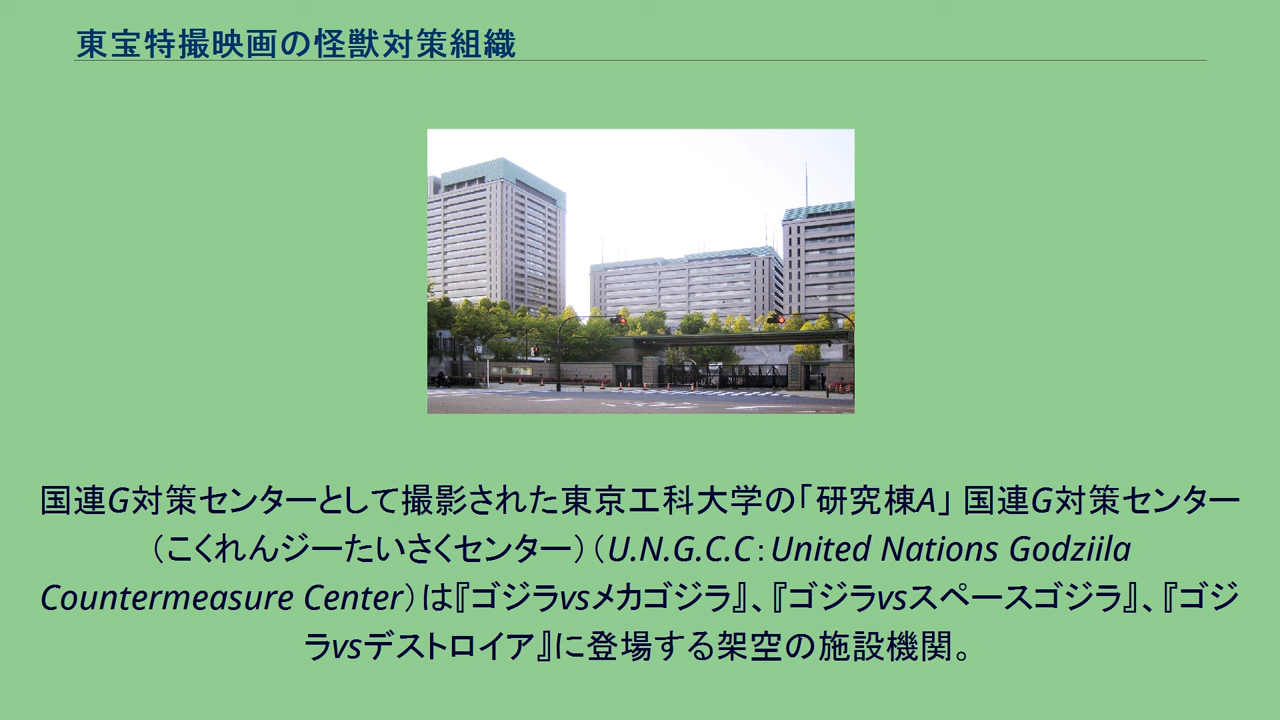 東宝特撮映画の怪獣対策組織
国連G対策センターとして撮影された東京工科大学の「研究棟A」 国連G対策センター
（こくれんジーたいさくセンター）（U.N.G.C.C：United Nations Godziila
Countermeasure Center）は『ゴジラvsメカゴジラ』、『ゴジラvsスペースゴジラ』、『ゴジ
ラvsデストロイア』に登場する架空の施設機関。